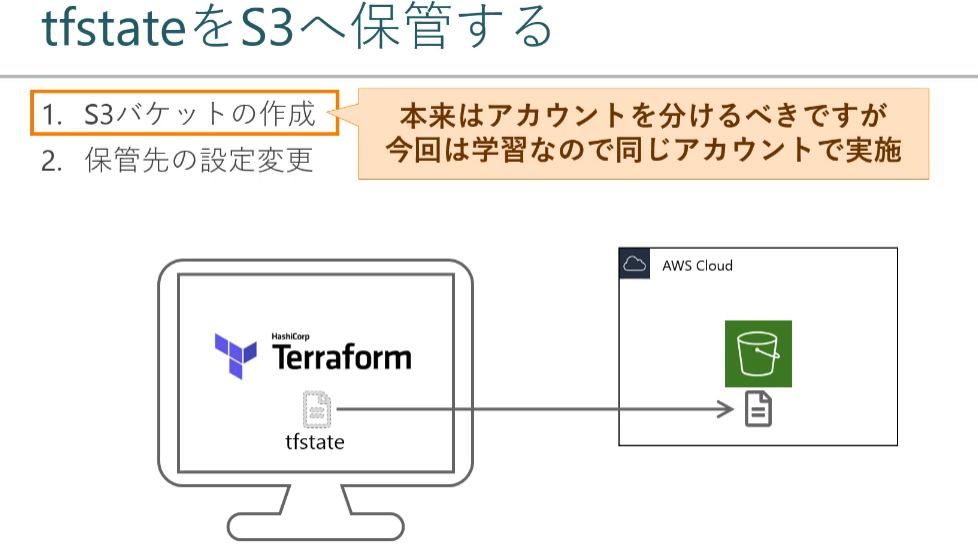 tfstateをS3へ保管する
1. S3バケットの作成
本来はアカウントを分けるべきですが
今回は学習なので同じアカウントで実施
2. 保管先の設定変更
AWS Cloud
HashiCorp
Terraform
tfstate